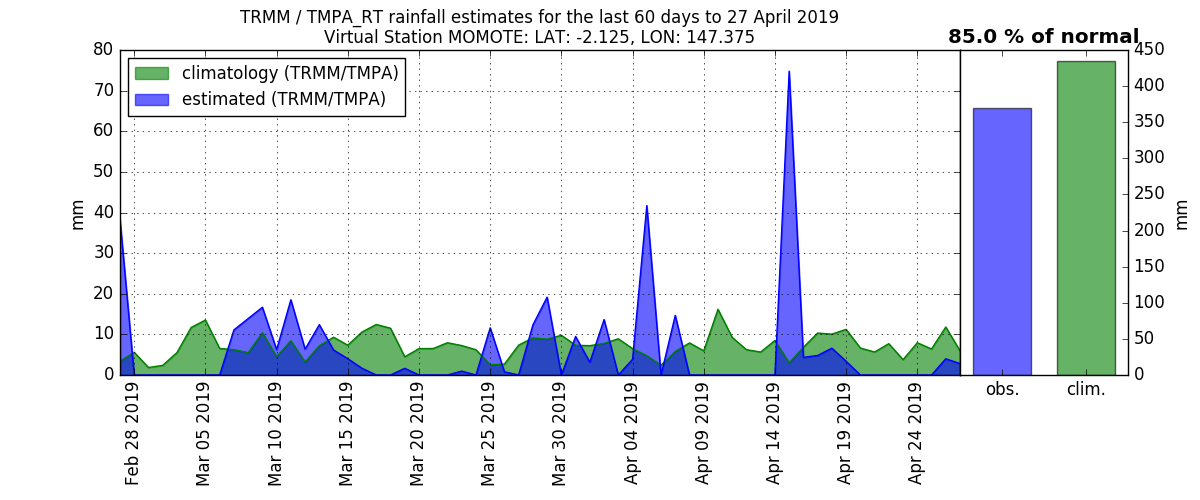 TRMM / TMPA_RT rainfall estimates for the last 60 days to 27 April 2019
Virtual Station MOMOTE: LAT: -2.125, LON: 147.375
85.0 % of normal
climatology (TRMM/TMPA)
estimated (TRMM/TMPA)
mm
80
70
60
50
40
30
20
10
0
Feb 28 2019
Mar 05 2019
Mar 10 2019
Mar 15 2019
Mar 20 2019
Mar 25 2019
Mar 30 2019
Apr 04 2019
Apr 09 2019
Apr 14 2019
Apr 19 2019
Apr 24 2019
obs.
clim.
450
400
350
300
250
200
150
100
50
0
mm